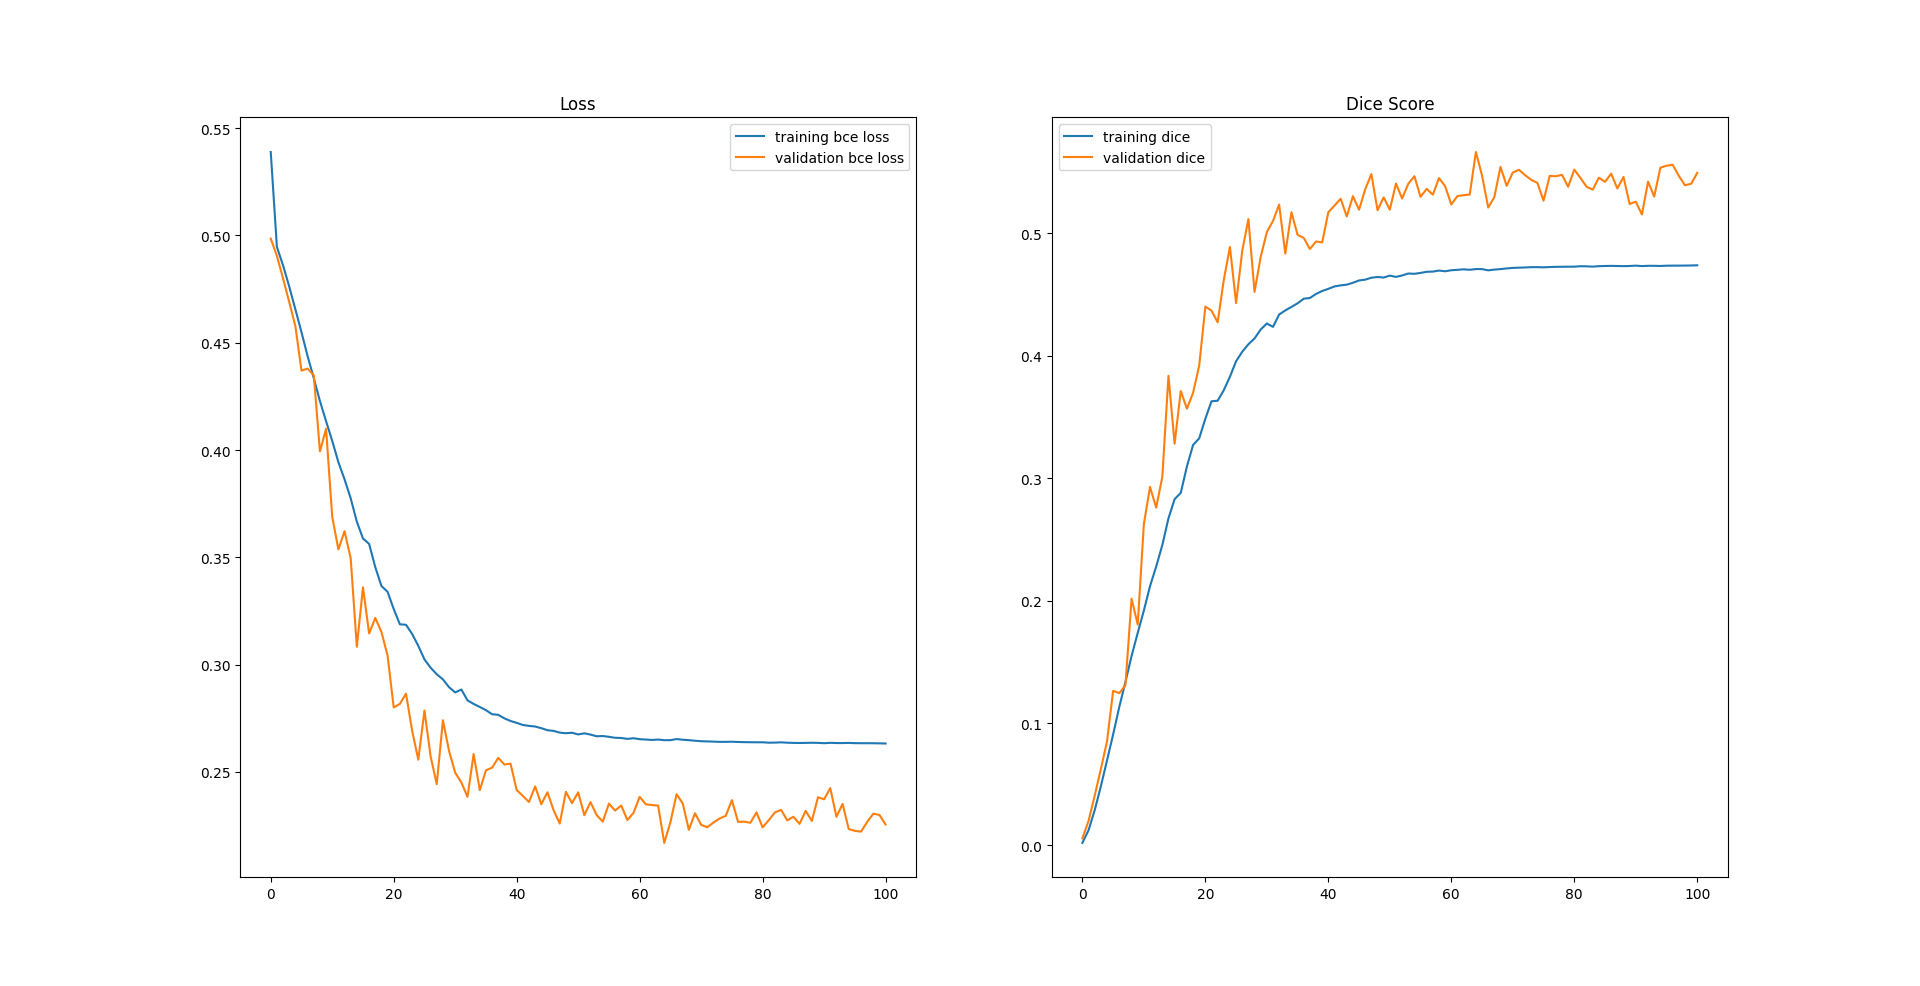 Loss
training bce loss
validation bce loss
0.55
0.50
0.45
0.40
0.35
0.30
0.25
0 20 40 60 80 100
Dice Score
training dice
validation dice
0.5
0.4
0.3
0.2
0.1
0.0
0 20 40 60 80 100